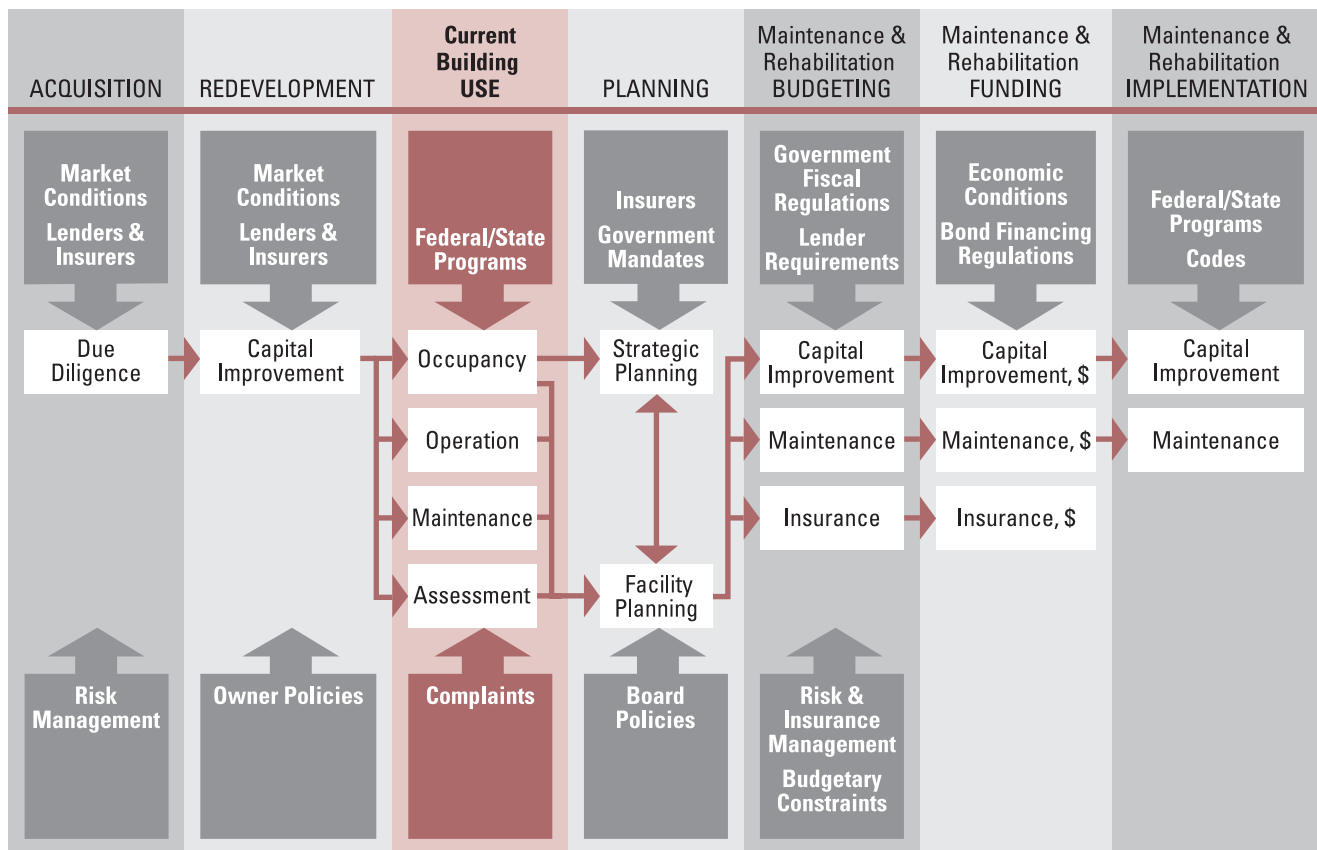 ACQUISITION
REDEVELOPMENT
Current
Building
USE
PLANNING
Maintenance &
Rehabilitation
BUDGETING
Maintenance &
Rehabilitation
FUNDING
Maintenance &
Rehabilitation
IMPLEMENTATION
Market
Conditions
Lenders &
Insurers
Market
Conditions
Lenders &
Insurers
Federal/State
Programs
Insurers
Government
Mandates
Government
Fiscal
Regulations
Lender
Requirements
Economic
Conditions
Bond Financing
Regulations
Federal/State
Programs
Codes
Due
Diligence
Capital
Improvement
Occupancy
Strategic
Planning
Capital
Improvement
Capital
Improvement, $
Capital
Improvement
Operation
Maintenance
Maintenance, $
Maintenance
Maintenance
Insurance
Insurance, $
Assessment
Facility
Planning
Risk
Management
Owner Policies
Complaints
Board
Policies
Risk &
Insurance
Management
Budgetary
Constraints